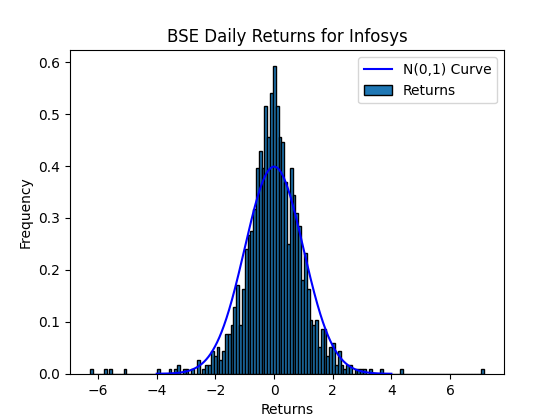 BSE Daily Returns for Infosys
N(0,1) Curve
Returns
Frequency
0.6
0.5
0.4
0.3
0.2
0.1
0.0
−6 −4 −2 0 2 4 6
Returns